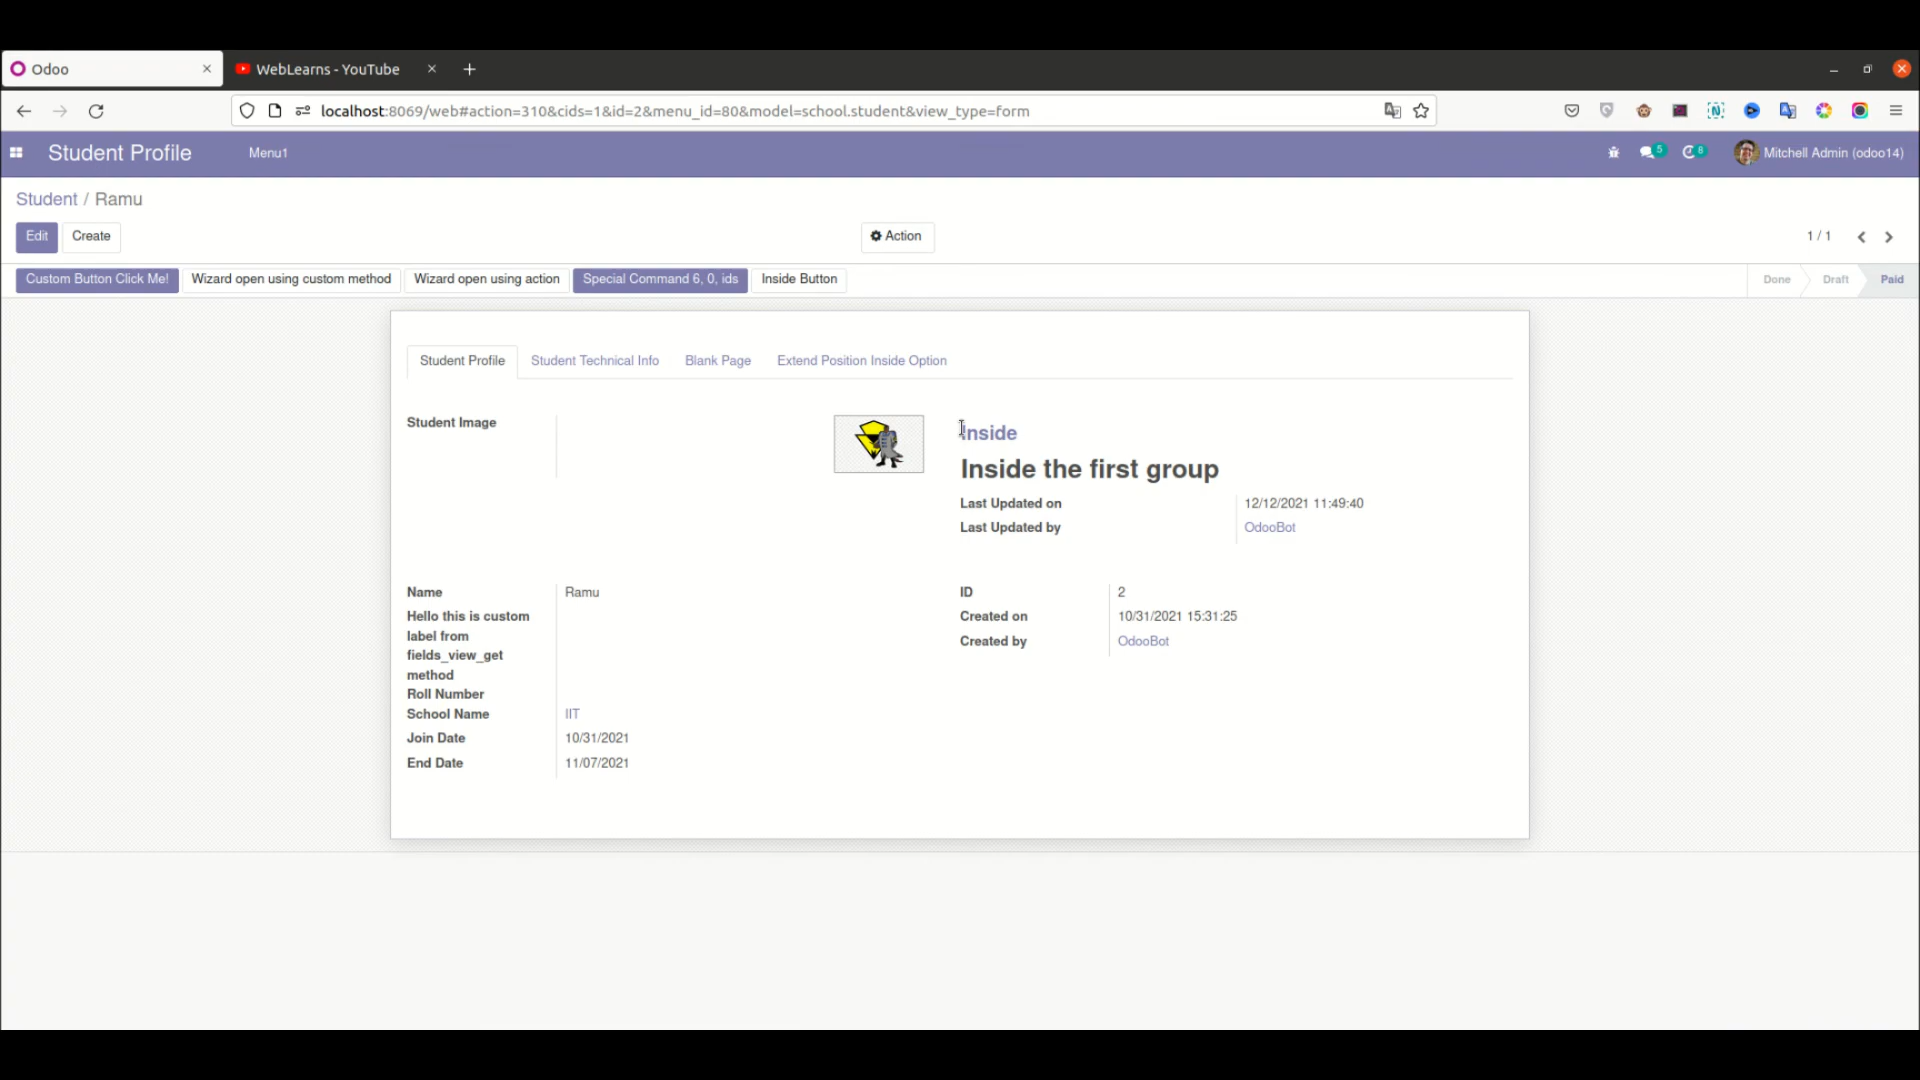 Odoo
WebLearns - YouTube
localhost:8069/web#action=310&cids=1&id=2&menu_id=80&model=school.student&view_type=form
Student Profile
Menu1
5
8
Mitchell Admin (odoo14)
Student / Ramu
Edit
Create
Action
1 / 1
Custom Button Click Me!
Wizard open using custom method
Wizard open using action
Special Command 6, 0, ids
Inside Button
Done
Draft
Paid
Student Profile
Student Technical Info
Blank Page
Extend Position Inside Option
Student Image
Inside
Inside the first group
Last Updated on 12/12/2021 11:49:40
Last Updated by OdooBot
Name Ramu
Hello this is custom
label from
fields_view_get
method
Roll Number
School Name IIT
Join Date 10/31/2021
End Date 11/07/2021
ID 2
Created on 10/31/2021 15:31:25
Created by OdooBot